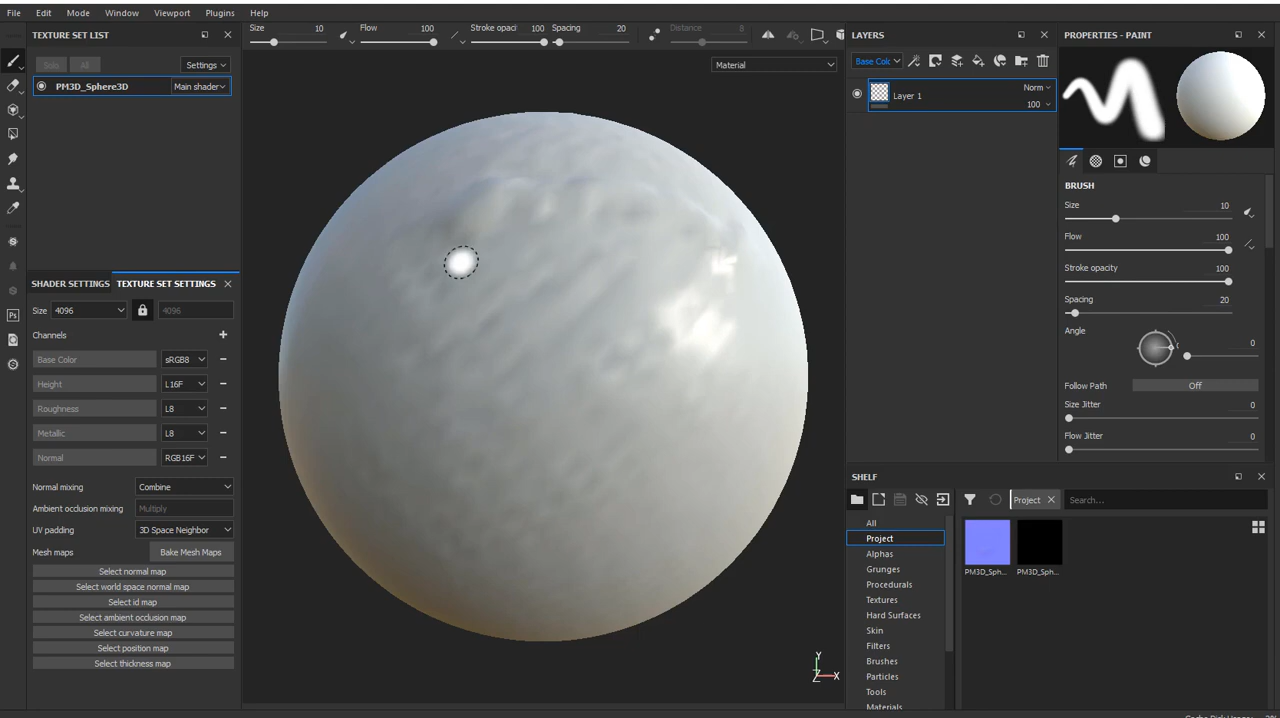 File Edit Mode Window Viewport Plugins Help
TEXTURE SET LIST
Solo All Settings
PM3D_Sphere3D Main shader
SHADER SETTINGS TEXTURE SET SETTINGS
Size 4096 4096
Channels
Base Color sRGB8
Height L16F
Roughness L8
Metallic L8
Normal RGB16F
Normal mixing Combine
Ambient occlusion mixing Multiply
UV padding 3D Space Neighbor
Mesh maps Bake Mesh Maps
Select normal map
Select world space normal map
Select id map
Select ambient occlusion map
Select curvature map
Select position map
Select thickness map
Size 10 Flow 100 Stroke opaci 100 Spacing 20 Distance 8
Material
Y
Z X
LAYERS
Base Colc
Layer 1 Norm
100
PROPERTIES - PAINT
BRUSH
Size 10
Flow 100
Stroke opacity 100
Spacing 20
Angle 0
Follow Path Off
Size Jitter 0
Flow Jitter 0
SHELF
Project Search...
All
Project
Alphas
Grunges
Procedurals
Textures
Hard Surfaces
Skin
Filters
Brushes
Particles
Tools
Materials
PM3D_Sph... PM3D_Sph...
Ps